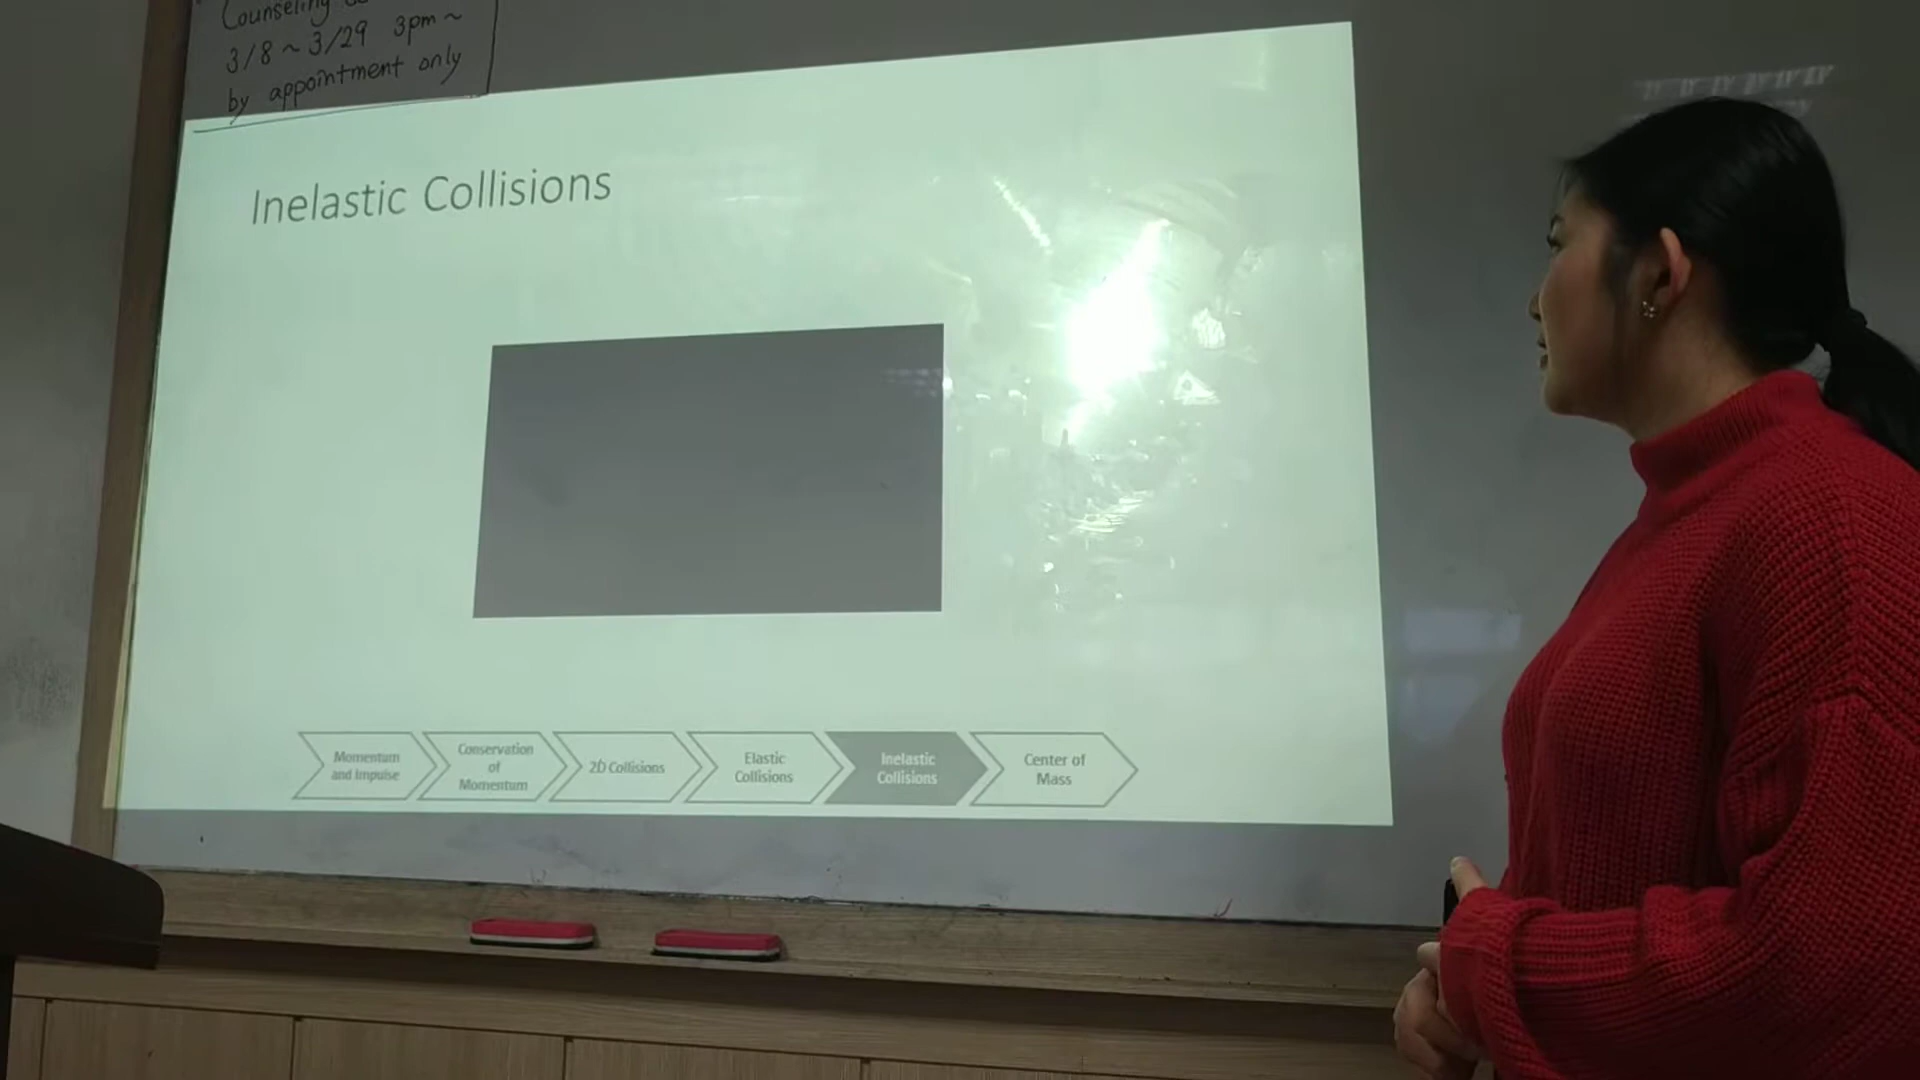 Counseling
3/8 ~ 3/29 3pm ~
by appointment only
Inelastic Collisions
Momentum
and Impulse
Conservation
of
Momentum
2D Collisions
Elastic
Collisions
Inelastic
Collisions
Center of
Mass